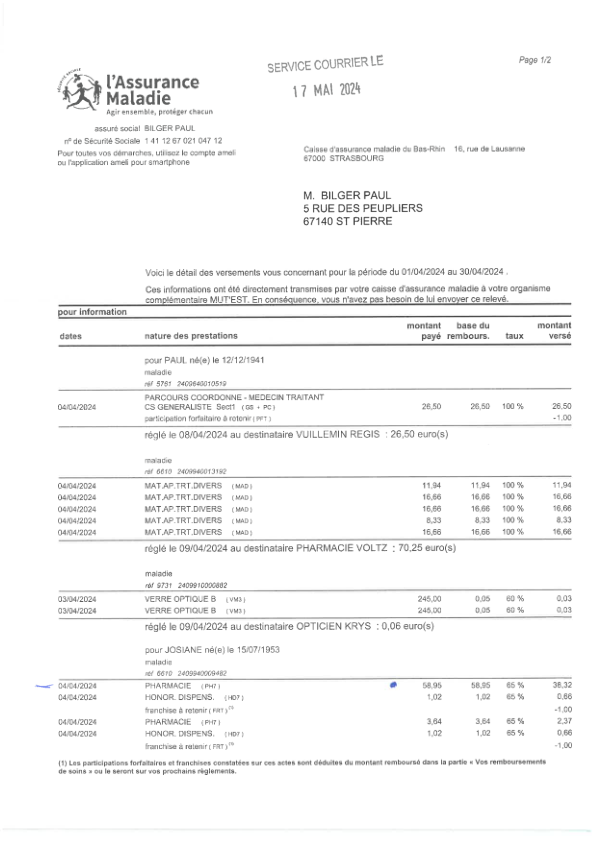 SERVICE COURRIER LE
17 MAI 2024
Page 1/2
SÉCURITÉ SOCIALE
l'Assurance
Maladie
Agir ensemble, protéger chacun
assuré social BILGER PAUL
n° de Sécurité Sociale 1 41 12 67 021 047 12
Pour toutes vos démarches, utilisez le compte ameli
ou l'application ameli pour smartphone
Caisse d'assurance maladie du Bas-Rhin 16, rue de Lausanne
67000 STRASBOURG
M. BILGER PAUL
5 RUE DES PEUPLIERS
67140 ST PIERRE
Voici le détail des versements vous concernant pour la période du 01/04/2024 au 30/04/2024 .
Ces informations ont été directement transmises par votre caisse d'assurance maladie à votre organisme
complémentaire MUT'EST. En conséquence, vous n'avez pas besoin de lui envoyer ce relevé.
pour information
dates nature des prestations montant payé base du rembours. taux montant versé
pour PAUL né(e) le 12/12/1941
maladie
réf 5761 2409640010519
PARCOURS COORDONNE - MEDECIN TRAITANT
04/04/2024 CS GENERALISTE Sect1 (GS + PC) 26,50 26,50 100 % 26,50
participation forfaitaire à retenir (PFT) -1,00
réglé le 08/04/2024 au destinataire VUILLEMIN REGIS : 26,50 euro(s)
maladie
réf 6610 2409940013192
04/04/2024 MAT.AP.TRT.DIVERS (MAD) 11,94 11,94 100 % 11,94
04/04/2024 MAT.AP.TRT.DIVERS (MAD) 16,66 16,66 100 % 16,66
04/04/2024 MAT.AP.TRT.DIVERS (MAD) 16,66 16,66 100 % 16,66
04/04/2024 MAT.AP.TRT.DIVERS (MAD) 8,33 8,33 100 % 8,33
04/04/2024 MAT.AP.TRT.DIVERS (MAD) 16,66 16,66 100 % 16,66
réglé le 09/04/2024 au destinataire PHARMACIE VOLTZ : 70,25 euro(s)
maladie
réf 9731 2409910000882
03/04/2024 VERRE OPTIQUE B (VM3) 245,00 0,05 60 % 0,03
03/04/2024 VERRE OPTIQUE B (VM3) 245,00 0,05 60 % 0,03
réglé le 09/04/2024 au destinataire OPTICIEN KRYS : 0,06 euro(s)
pour JOSIANE né(e) le 15/07/1953
maladie
réf 6610 2409940009482
04/04/2024 PHARMACIE (PH7) 58,95 58,95 65 % 38,32
04/04/2024 HONOR. DISPENS. (HD7) 1,02 1,02 65 % 0,66
franchise à retenir (FRT) (1) -1,00
04/04/2024 PHARMACIE (PH7) 3,64 3,64 65 % 2,37
04/04/2024 HONOR. DISPENS. (HD7) 1,02 1,02 65 % 0,66
franchise à retenir (FRT) (1) -1,00
(1) Les participations forfaitaires et franchises constatées sur ces actes sont déduites du montant remboursé dans la partie « Vos remboursements
de soins » ou le seront sur vos prochains règlements.